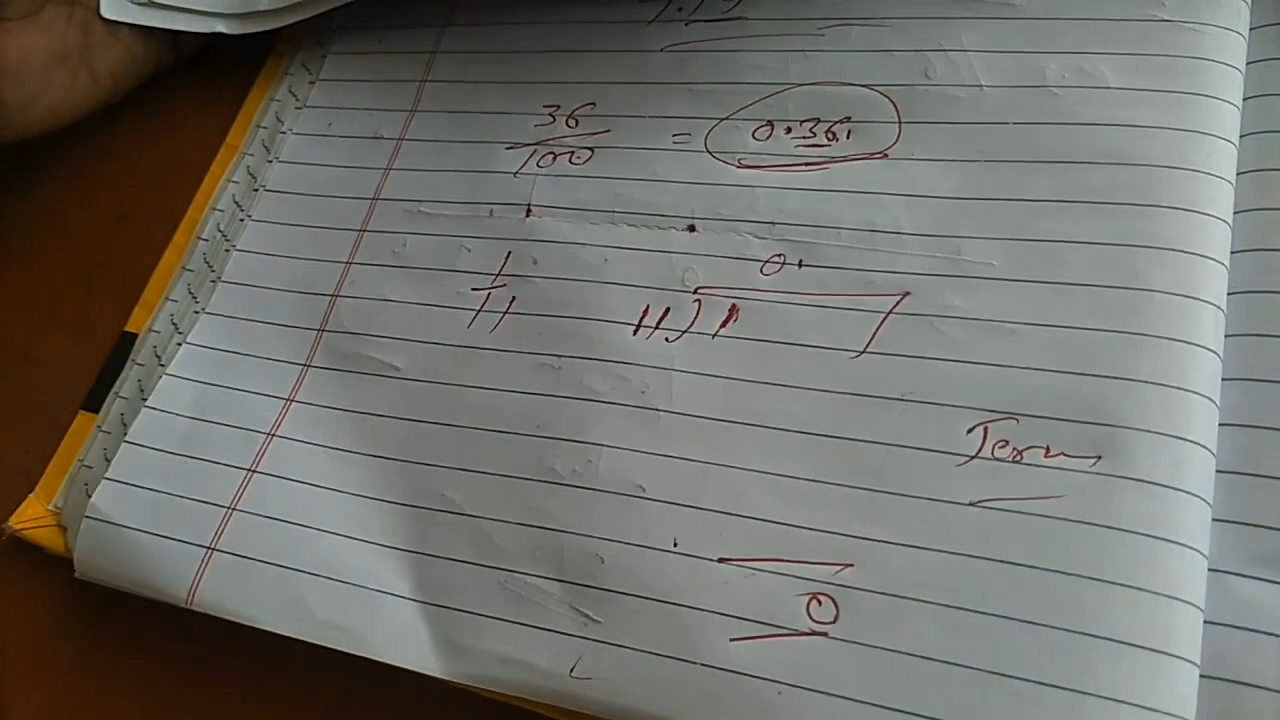 36/100 = 0.36
0.
1/11 11)1
Term
0